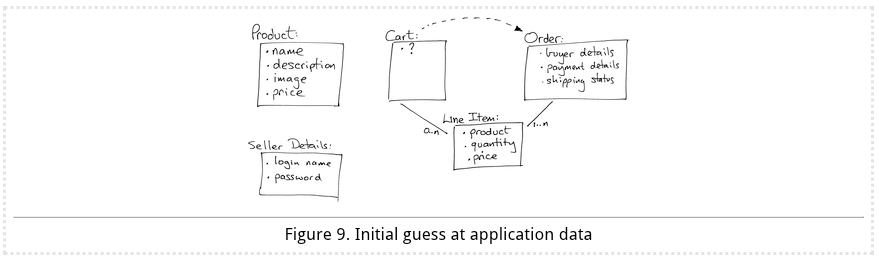 Product:
· name
· description
· image
· price
Cart:
· ?
Order:
· buyer details
· payment details
· shipping status
Line Item:
· product
· quantity
· price
0..n
1..n
Seller Details:
· login name
· password
Figure 9. Initial guess at application data